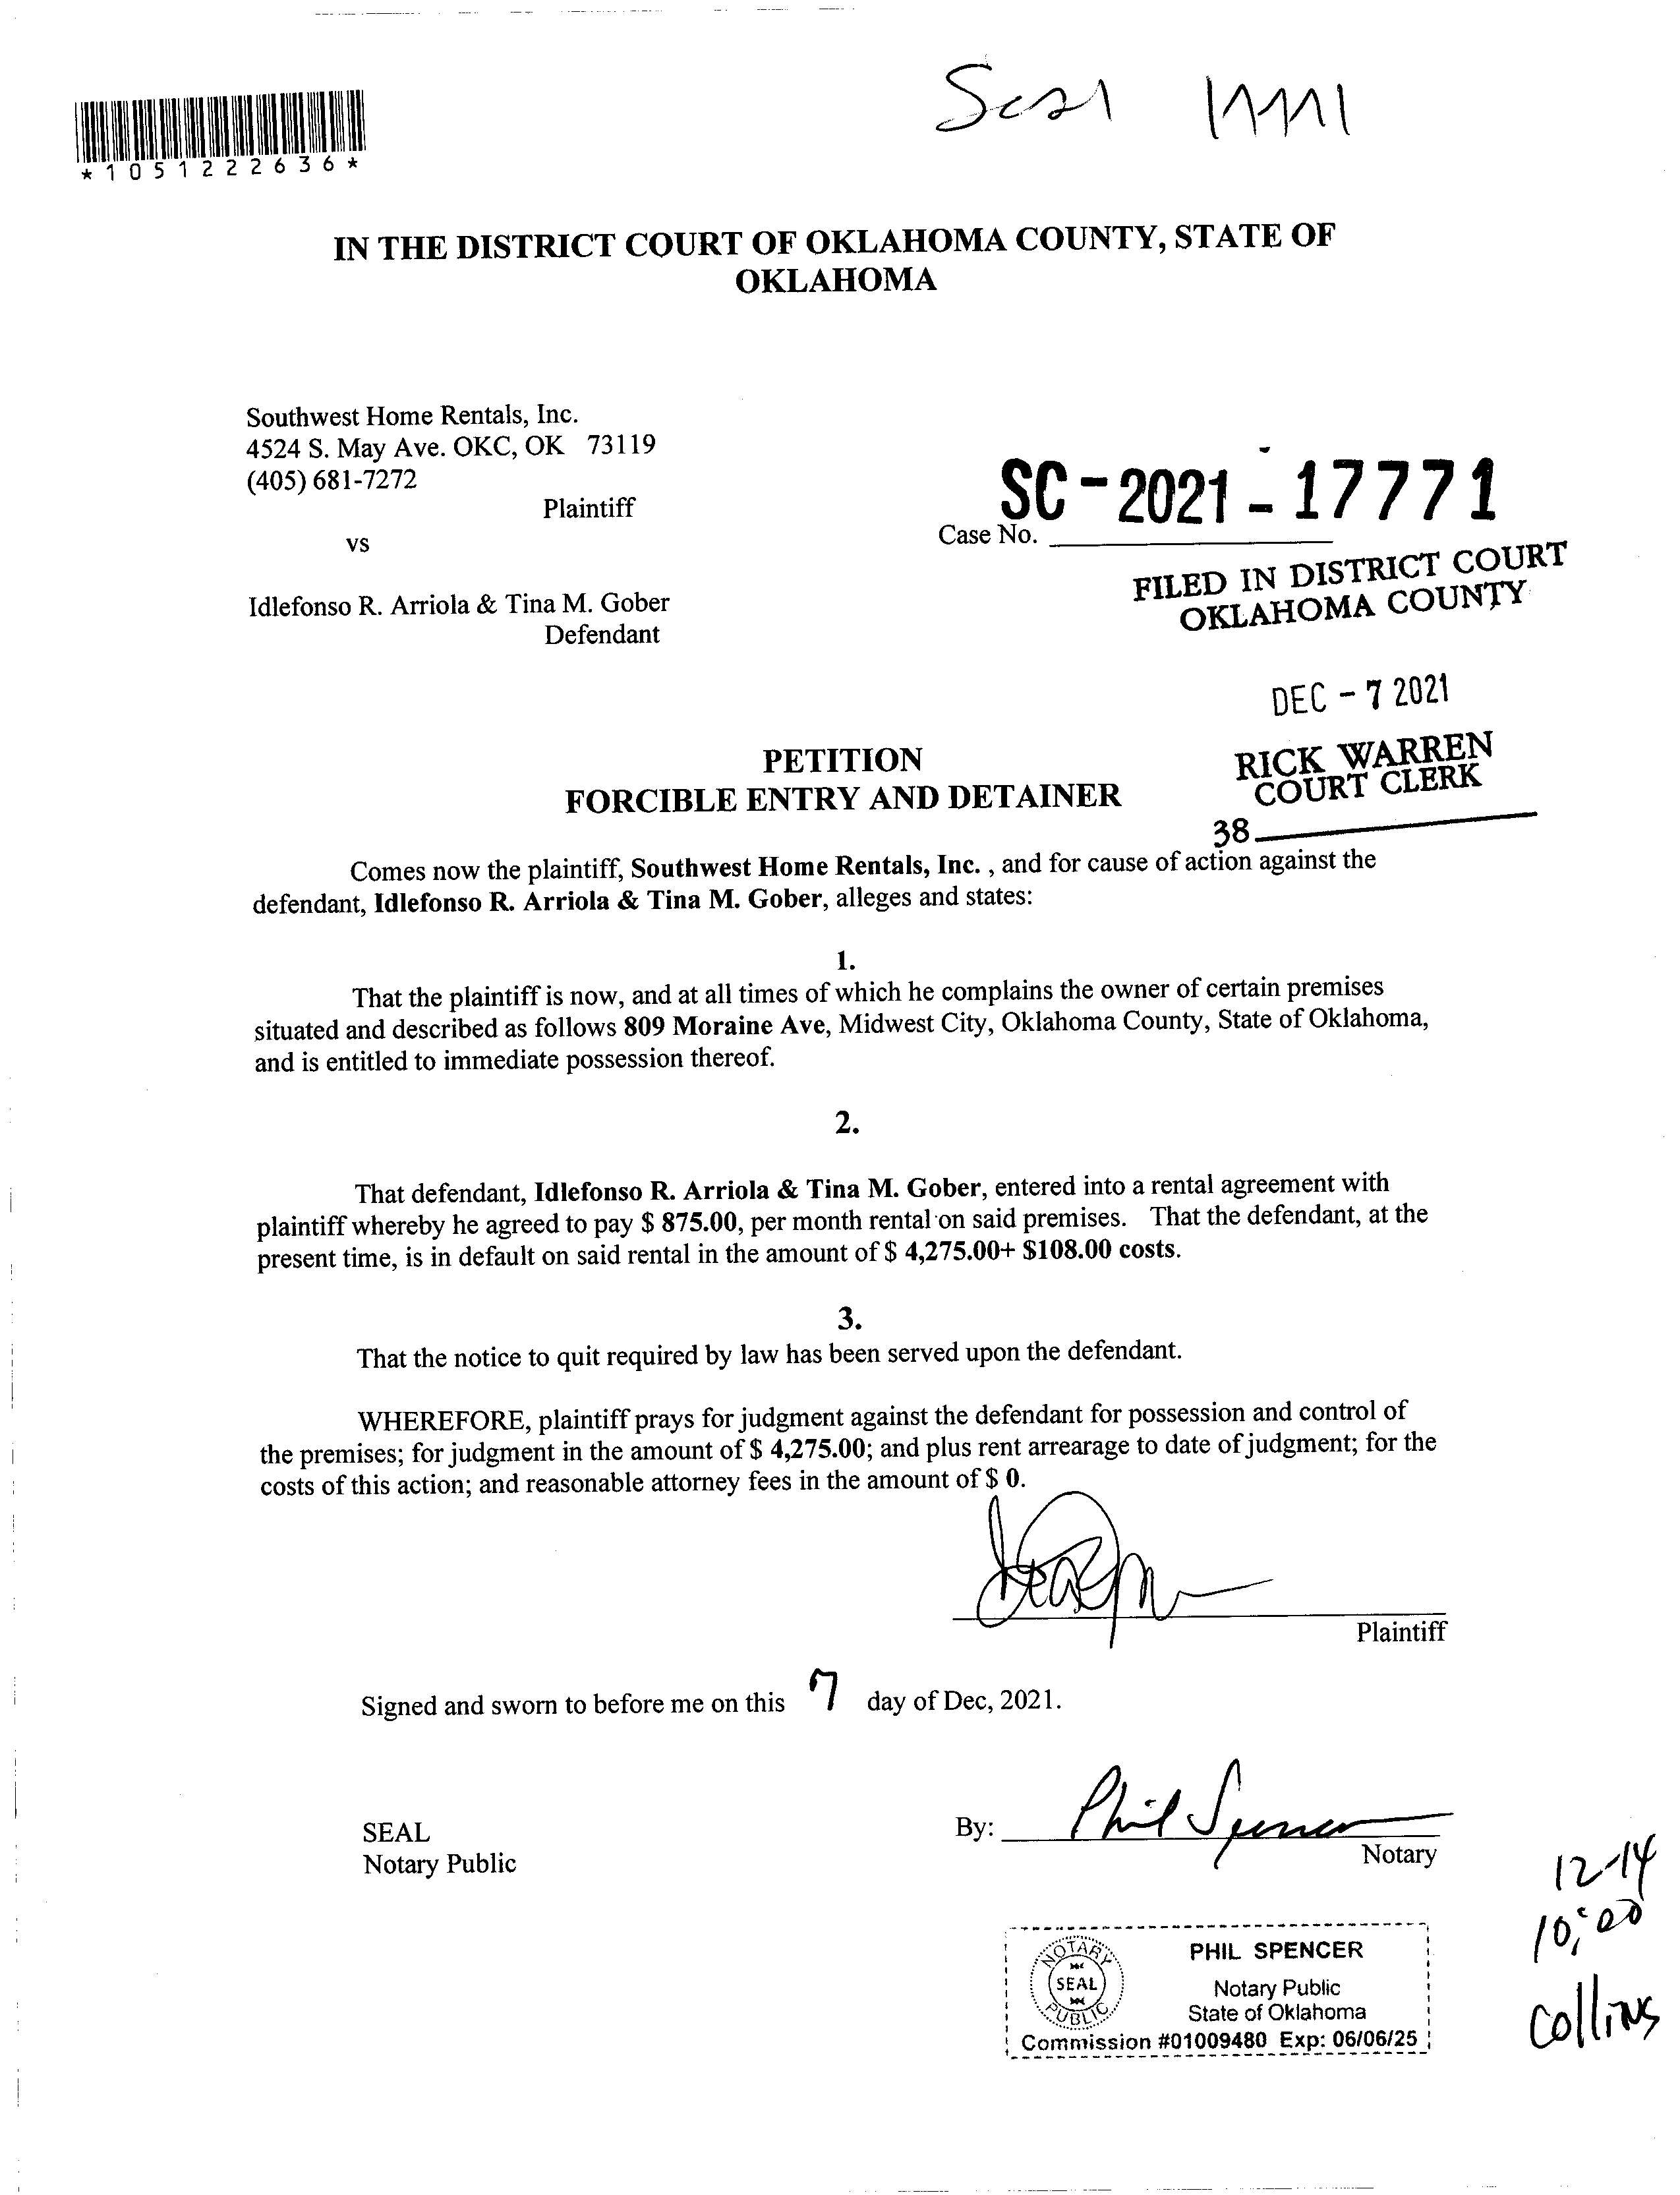 Sc21 17771
*1051222636*
IN THE DISTRICT COURT OF OKLAHOMA COUNTY, STATE OF
OKLAHOMA
Southwest Home Rentals, Inc.
4524 S. May Ave. OKC, OK 73119
(405) 681-7272
Plaintiff
vs
Idlefonso R. Arriola & Tina M. Gober
Defendant
SC-2021-17771
Case No.
FILED IN DISTRICT COURT
OKLAHOMA COUNTY
DEC - 7 2021
RICK WARREN
COURT CLERK
38
PETITION
FORCIBLE ENTRY AND DETAINER
Comes now the plaintiff, Southwest Home Rentals, Inc. , and for cause of action against the
defendant, Idlefonso R. Arriola & Tina M. Gober, alleges and states:
1.
That the plaintiff is now, and at all times of which he complains the owner of certain premises
situated and described as follows 809 Moraine Ave, Midwest City, Oklahoma County, State of Oklahoma,
and is entitled to immediate possession thereof.
2.
That defendant, Idlefonso R. Arriola & Tina M. Gober, entered into a rental agreement with
plaintiff whereby he agreed to pay $ 875.00, per month rental on said premises. That the defendant, at the
present time, is in default on said rental in the amount of $ 4,275.00+ $108.00 costs.
3.
That the notice to quit required by law has been served upon the defendant.
WHEREFORE, plaintiff prays for judgment against the defendant for possession and control of
the premises; for judgment in the amount of $ 4,275.00; and plus rent arrearage to date of judgment; for the
costs of this action; and reasonable attorney fees in the amount of $ 0.
Plaintiff
Signed and sworn to before me on this 7 day of Dec, 2021.
SEAL
Notary Public
By: Phil Spencer
Notary
12-14
10:00
Collins
NOTARY
SEAL
PUBLIC
PHIL SPENCER
Notary Public
State of Oklahoma
Commission #01009480 Exp: 06/06/25